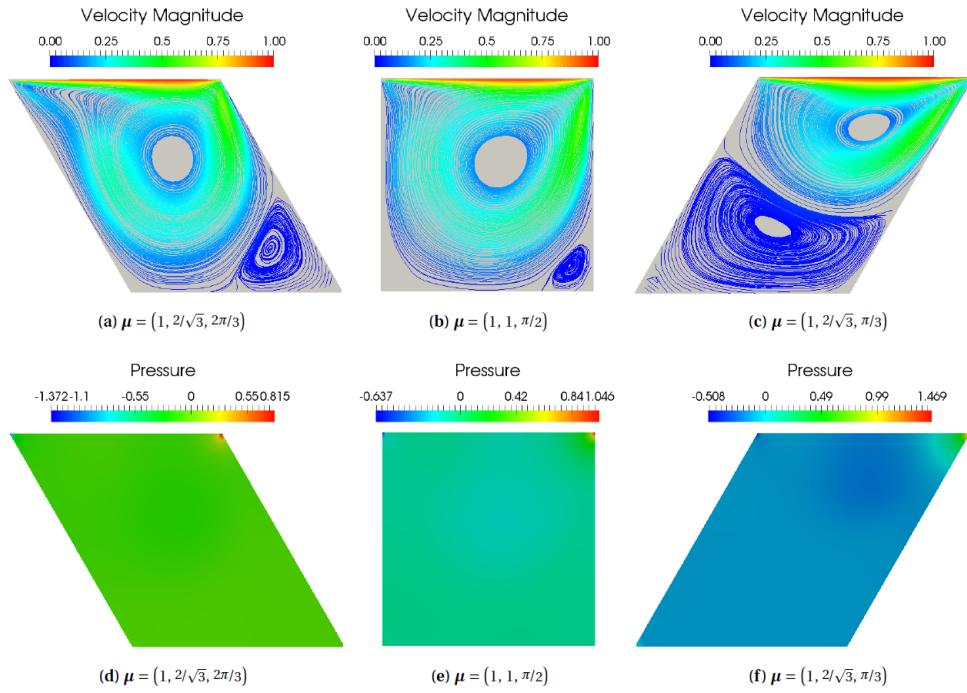 Velocity Magnitude Velocity Magnitude Velocity Magnitude
0.00 0.25 0.5 0.75 1.00 0.00 0.25 0.5 0.75 1.00 0.00 0.25 0.5 0.75 1.00
(a) μ = (1, 2/√3, 2π/3) (b) μ = (1, 1, π/2) (c) μ = (1, 2/√3, π/3)
Pressure Pressure Pressure
-1.372-1.1 -0.55 0 0.550.815 -0.637 0 0.42 0.841.046 -0.508 0 0.49 0.99 1.469
(d) μ = (1, 2/√3, 2π/3) (e) μ = (1, 1, π/2) (f) μ = (1, 2/√3, π/3)